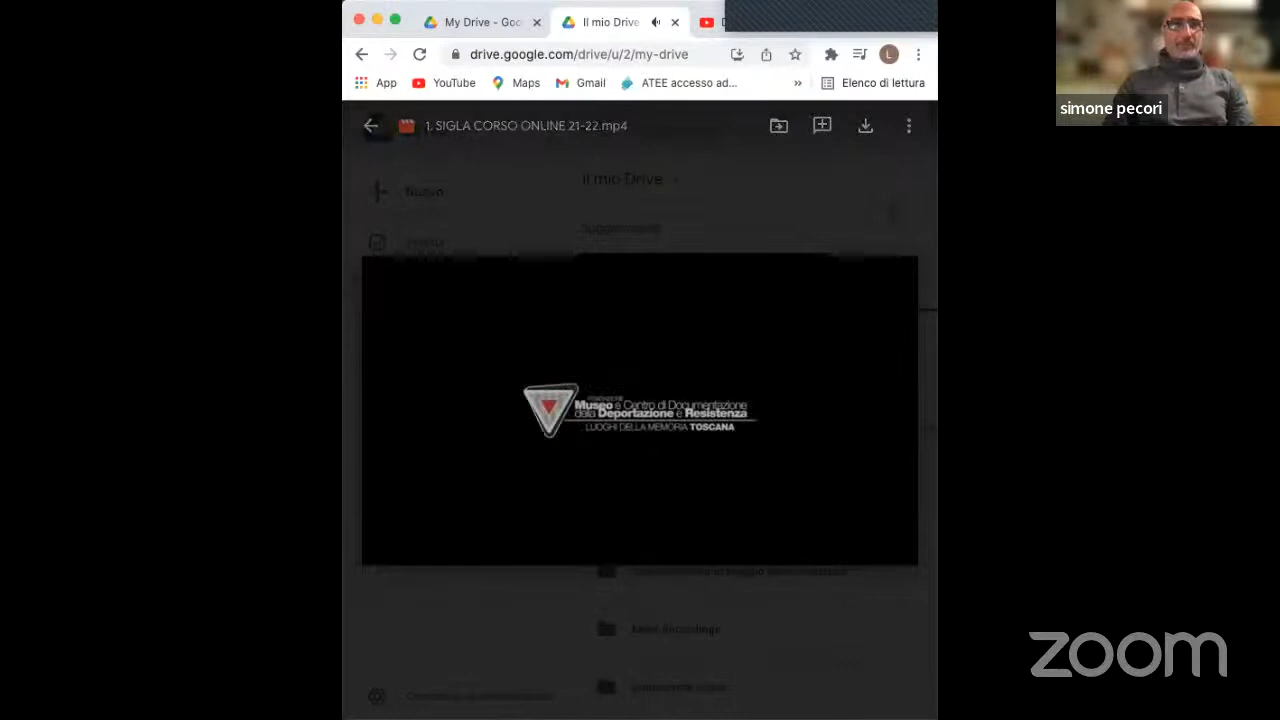 My Drive - Goo
Il mio Drive
drive.google.com/drive/u/2/my-drive
L
App
YouTube
Maps
Gmail
ATEE accesso ad...
»
Elenco di lettura
1. SIGLA CORSO ONLINE 21-22.mp4
Il mio Drive
Nuovo
FONDAZIONE
Museo e Centro di Documentazione
della Deportazione e Resistenza
LUOGHI DELLA MEMORIA TOSCANA
simone pecori
zoom